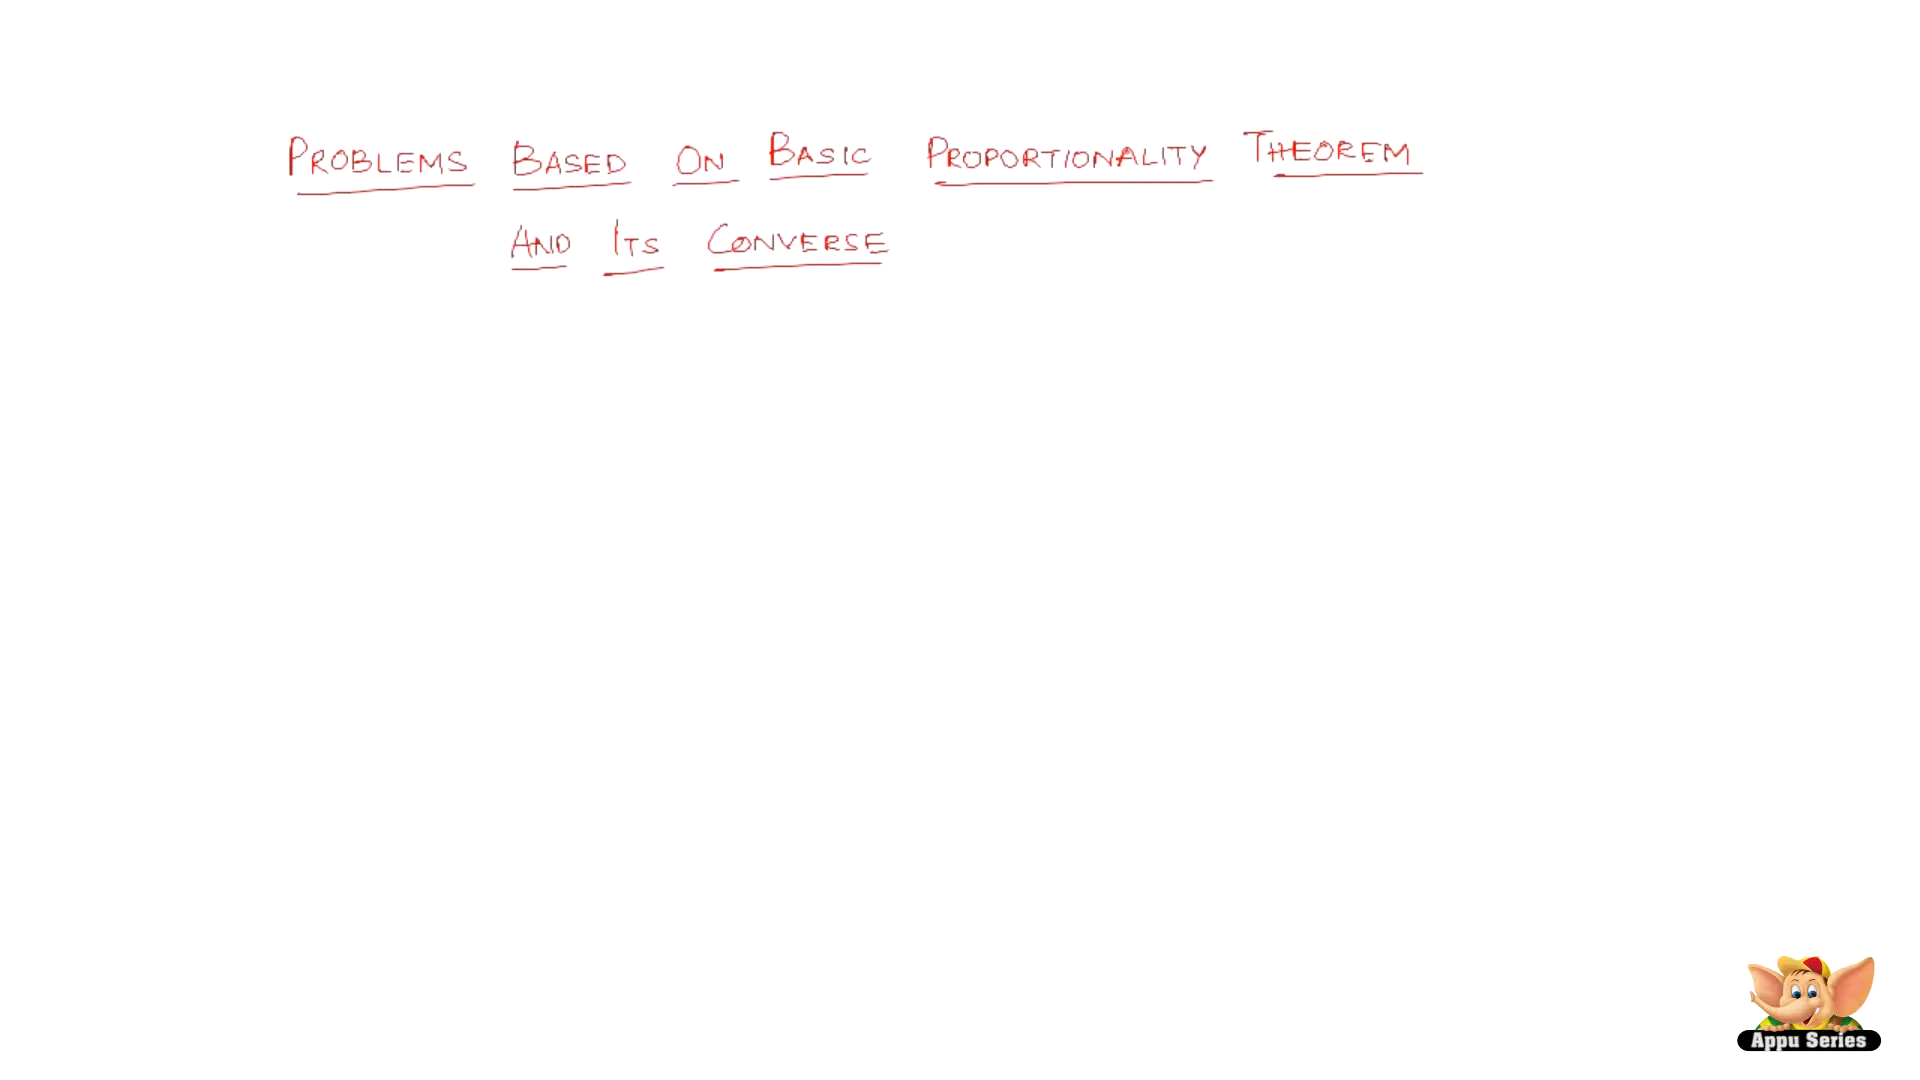 PROBLEMS BASED ON BASIC PROPORTIONALITY THEOREM
AND ITS CONVERSE
Appu Series